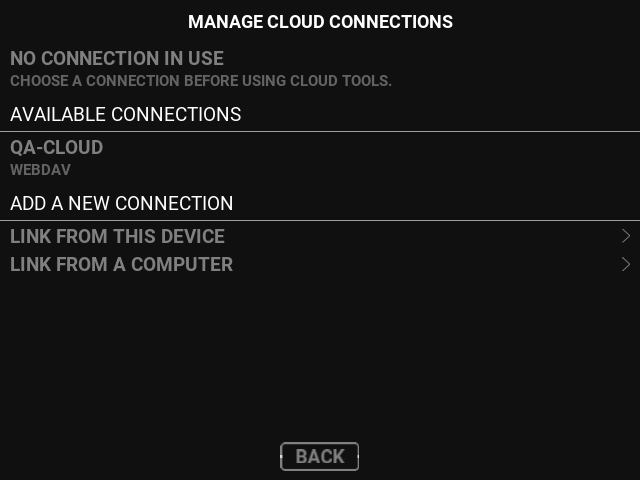 MANAGE CLOUD CONNECTIONS
NO CONNECTION IN USE
CHOOSE A CONNECTION BEFORE USING CLOUD TOOLS.
AVAILABLE CONNECTIONS
QA-CLOUD
WEBDAV
ADD A NEW CONNECTION
LINK FROM THIS DEVICE
LINK FROM A COMPUTER
BACK